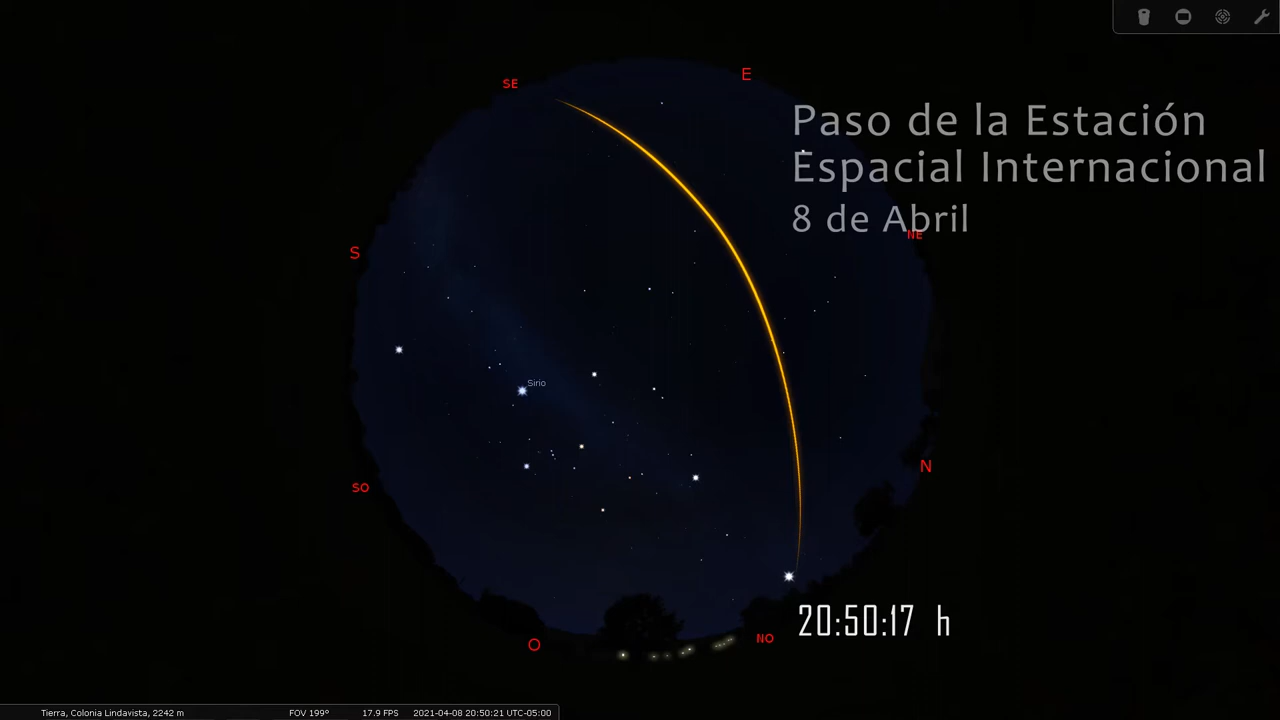 SE
E
Paso de la Estación
Espacial Internacional
8 de Abril
NE
S
Sirio
N
SO
20:50:17 h
NO
O
Tierra, Colonia Lindavista, 2242 m FOV 199° 17.9 FPS 2021-04-08 20:50:21 UTC-05:00